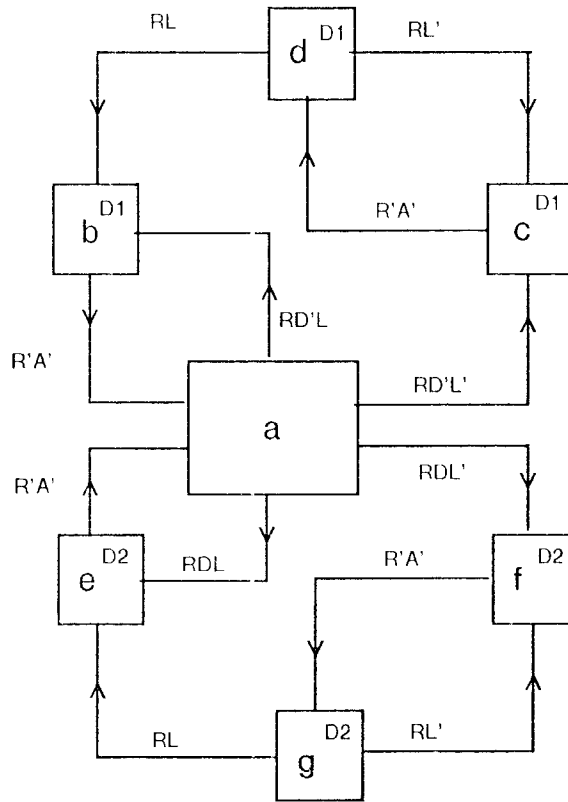 RL D1 RL'
d
D1 R'A' D1
b c
RD'L
R'A'
RD'L'
a
R'A' RDL'
D2 R'A' D2
e RDL f
D2
RL g RL'